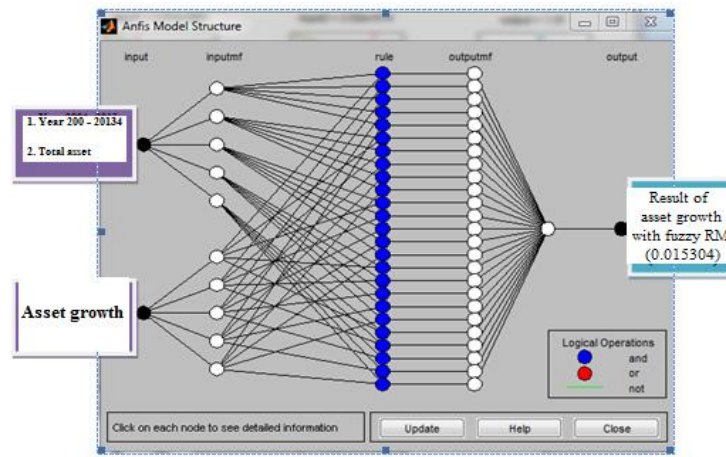 Anfis Model Structure
input
inputmf
rule
outputmf
output
1. Year 200 - 20134
2. Total asset
Asset growth
Result of
asset growth
with fuzzy RM
(0.015304)
Logical Operations
and
or
not
Click on each node to see detailed information
Update
Help
Close